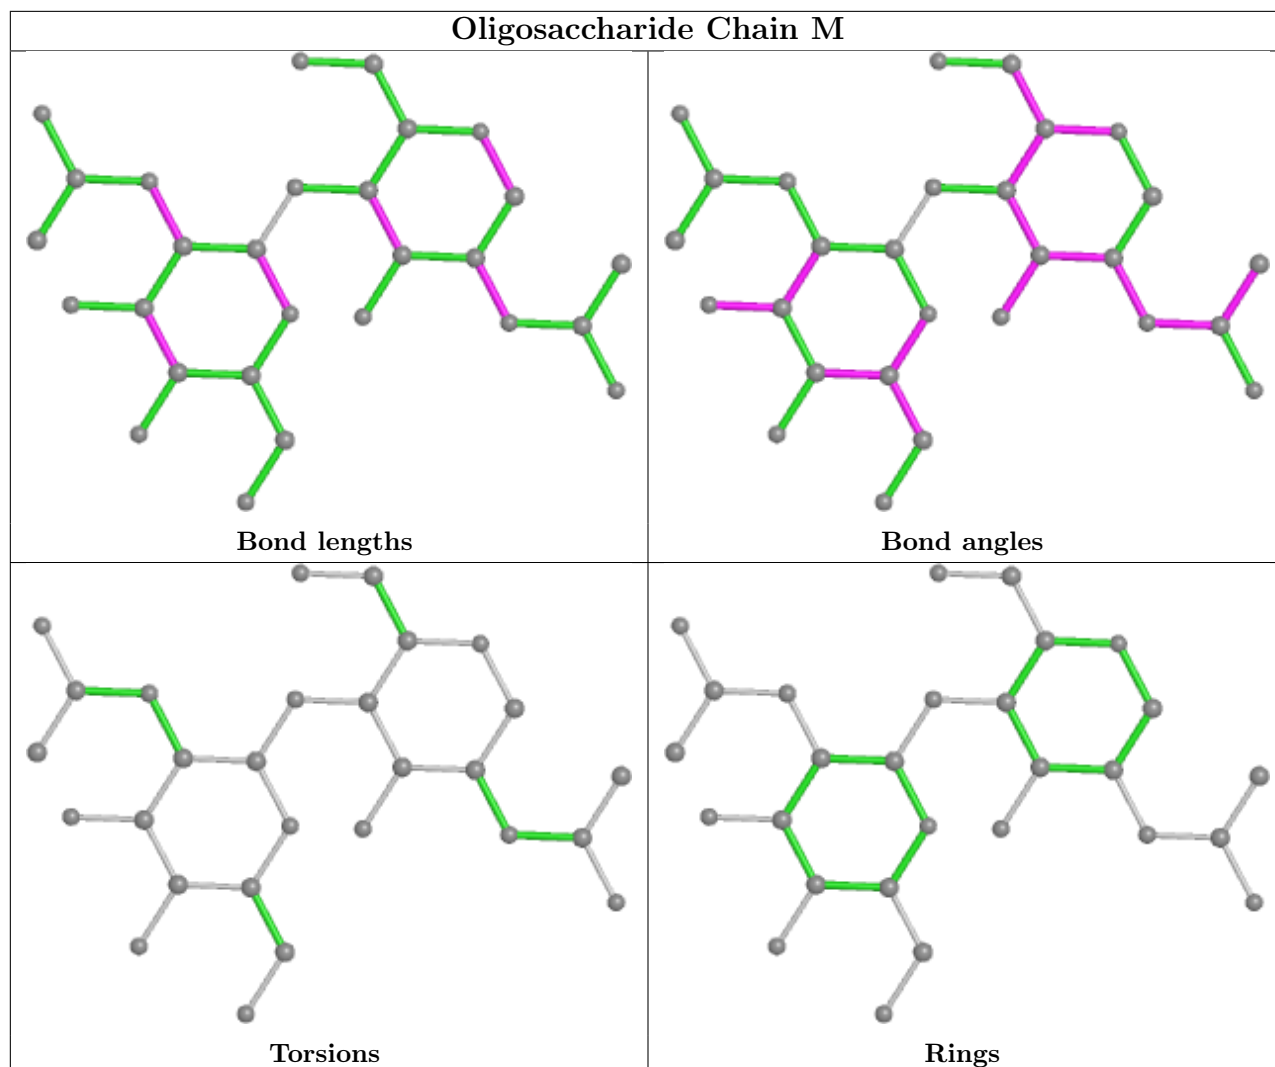 Oligosaccharide Chain M
Bond lengths
Bond angles
Torsions
Rings